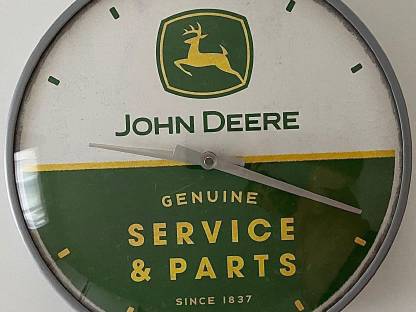 JOHN DEERE
GENUINE
SERVICE
& PARTS
SINCE 1837